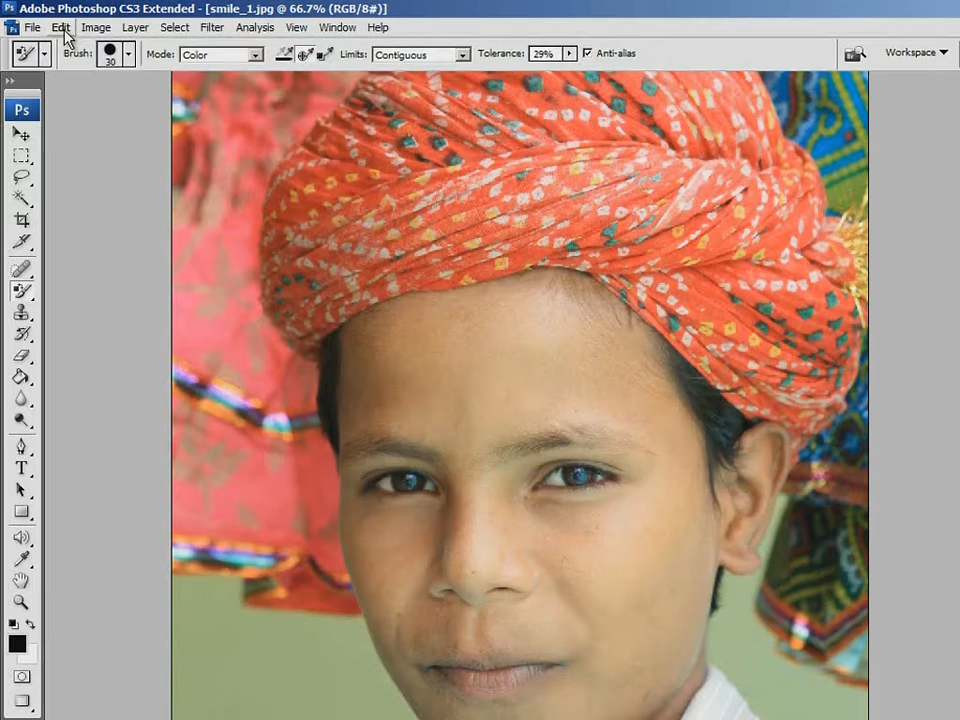 Ps Adobe Photoshop CS3 Extended - [smile_1.jpg @ 66.7% (RGB/8#)]
File Edit Image Layer Select Filter Analysis View Window Help
Brush: 30 Mode: Color Limits: Contiguous Tolerance: 29% Anti-alias Workspace
Ps
T